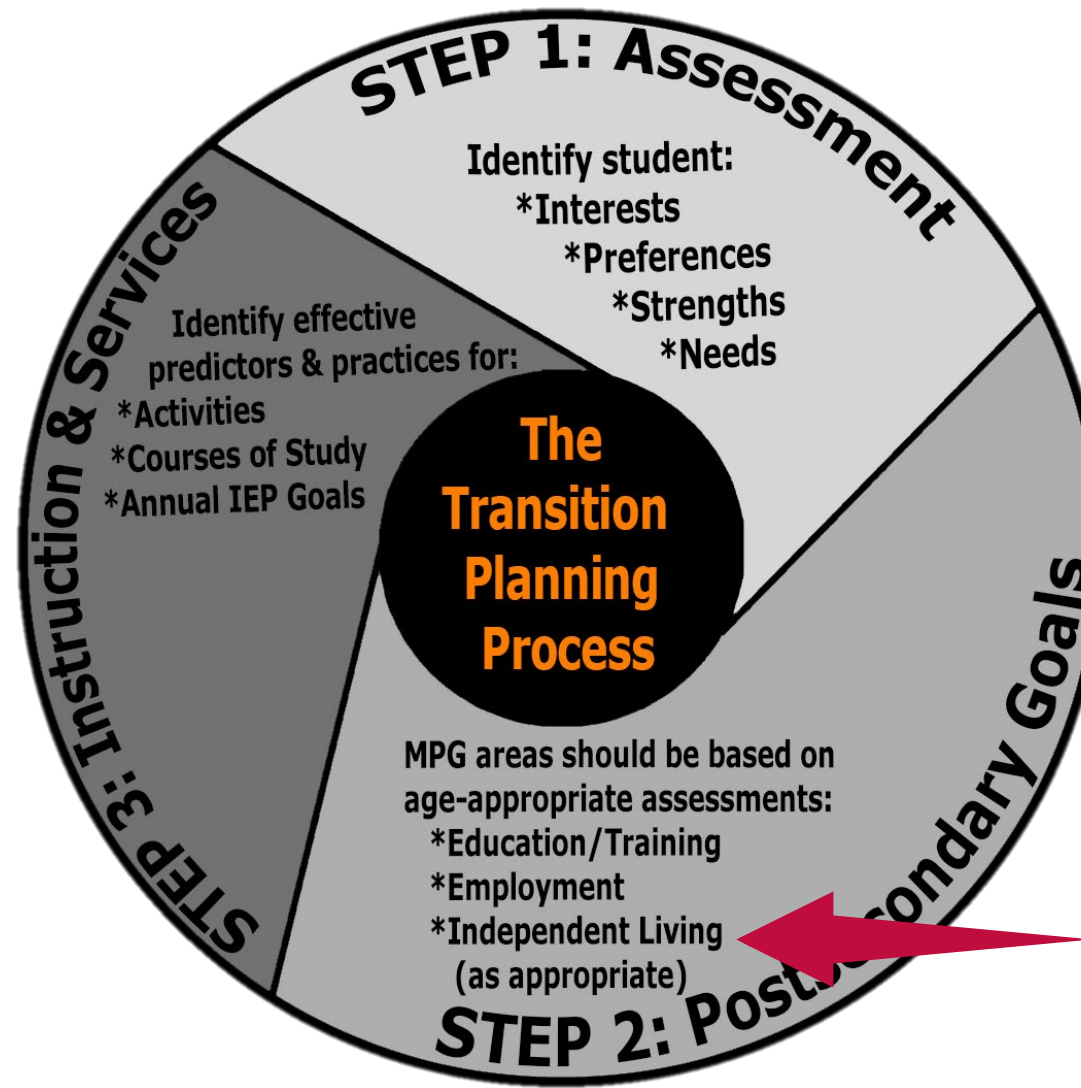 STEP 1: Assessment
Identify student:
*Interests
*Preferences
*Strengths
*Needs
The
Transition
Planning
Process
STEP 2: Postsecondary Goals
MPG areas should be based on
age-appropriate assessments:
*Education/Training
*Employment
*Independent Living
(as appropriate)
STEP 3: Instruction & Services
Identify effective
predictors & practices for:
*Activities
*Courses of Study
*Annual IEP Goals